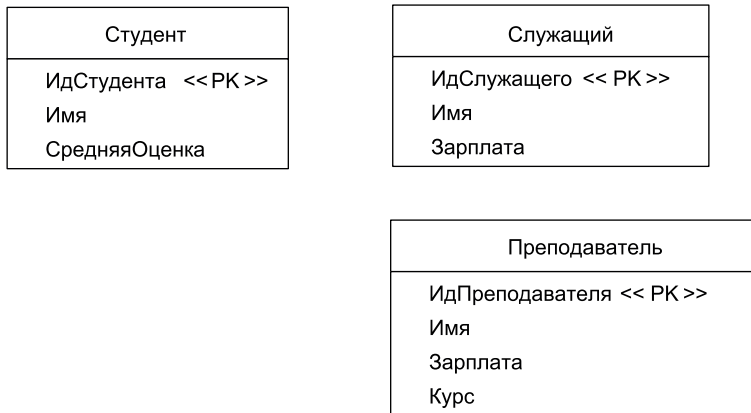 Студент
ИдСтудента <<PK>>
Имя
СредняяОценка
Служащий
ИдСлужащего << PK >>
Имя
Зарплата
Преподаватель
ИдПреподавателя << PK >>
Имя
Зарплата
Курс